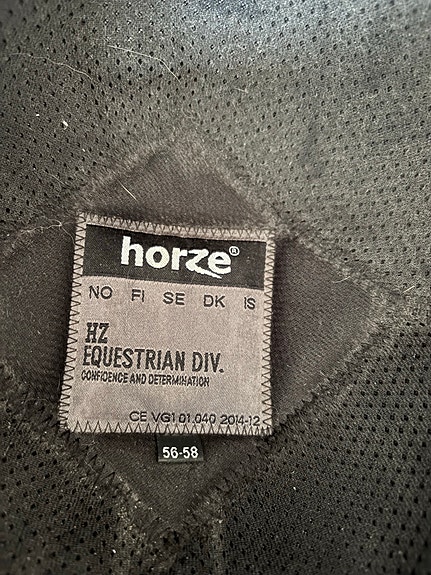 horze®
NO FI SE DK IS
HZ
EQUESTRIAN DIV.
CONFIDENCE AND DETERMINATION
CE VG1 01.040 2014-12
56-58